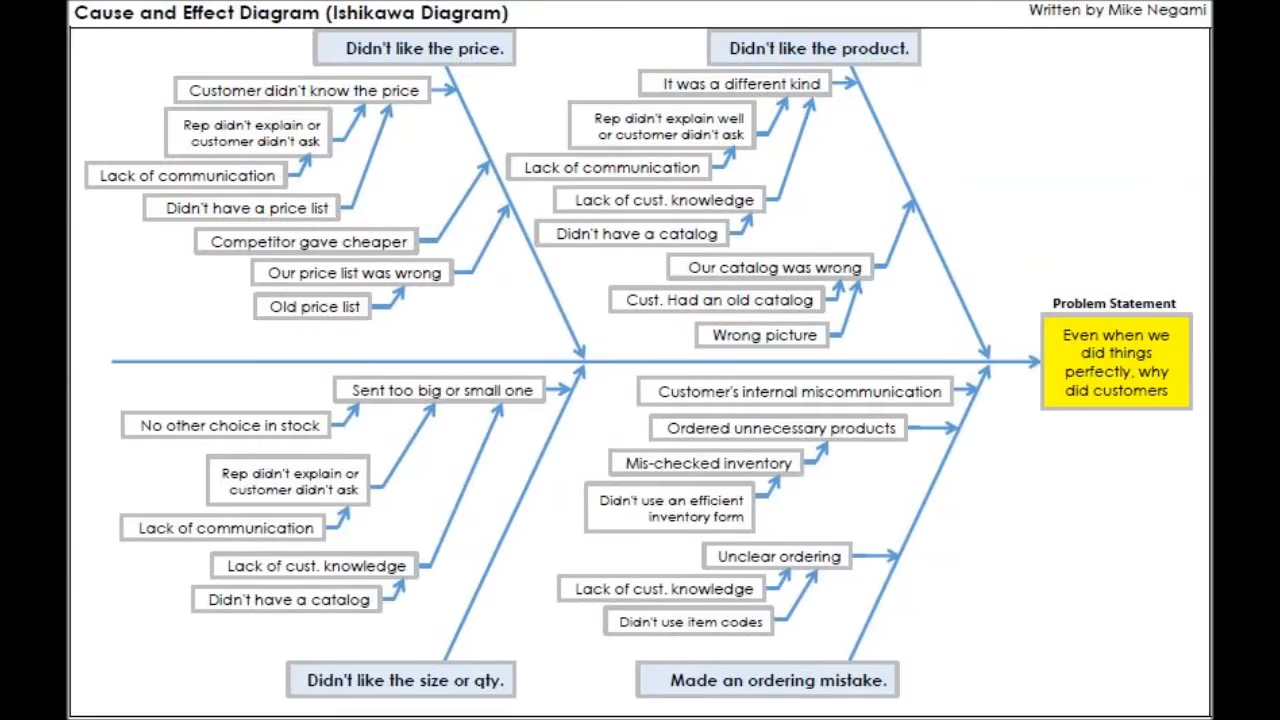 Cause and Effect Diagram (Ishikawa Diagram)
Written by Mike Negami
Didn't like the price.
Customer didn't know the price
Rep didn't explain or
customer didn't ask
Lack of communication
Didn't have a price list
Competitor gave cheaper
Our price list was wrong
Old price list
Didn't like the product.
It was a different kind
Rep didn't explain well
or customer didn't ask
Lack of communication
Lack of cust. knowledge
Didn't have a catalog
Our catalog was wrong
Cust. Had an old catalog
Wrong picture
Problem Statement
Even when we
did things
perfectly, why
did customers
Sent too big or small one
No other choice in stock
Rep didn't explain or
customer didn't ask
Lack of communication
Lack of cust. knowledge
Didn't have a catalog
Didn't like the size or qty.
Customer's internal miscommunication
Ordered unnecessary products
Mis-checked inventory
Didn't use an efficient
inventory form
Unclear ordering
Lack of cust. knowledge
Didn't use item codes
Made an ordering mistake.